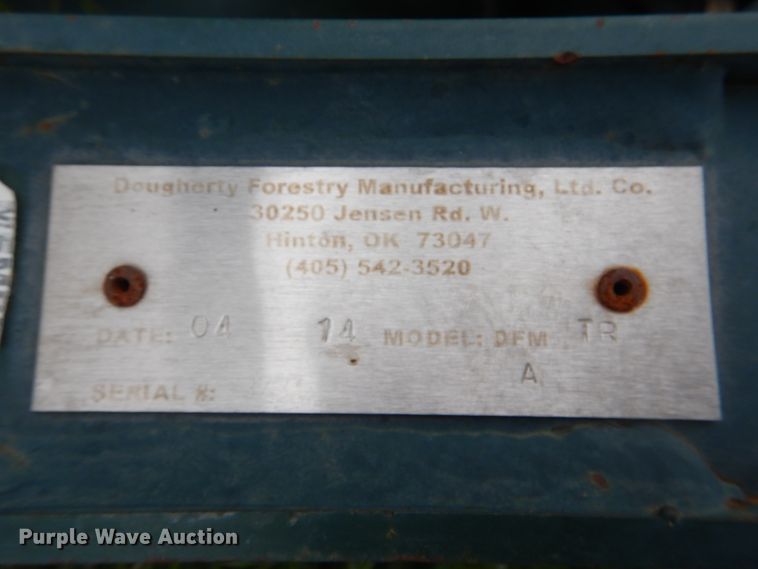 Dougherty Forestry Manufacturing, Ltd. Co.
30250 Jensen Rd. W.
Hinton, OK 73047
(405) 542-3520
DATE: 04 14 MODEL: DFM TR
A
SERIAL #:
Purple Wave Auction